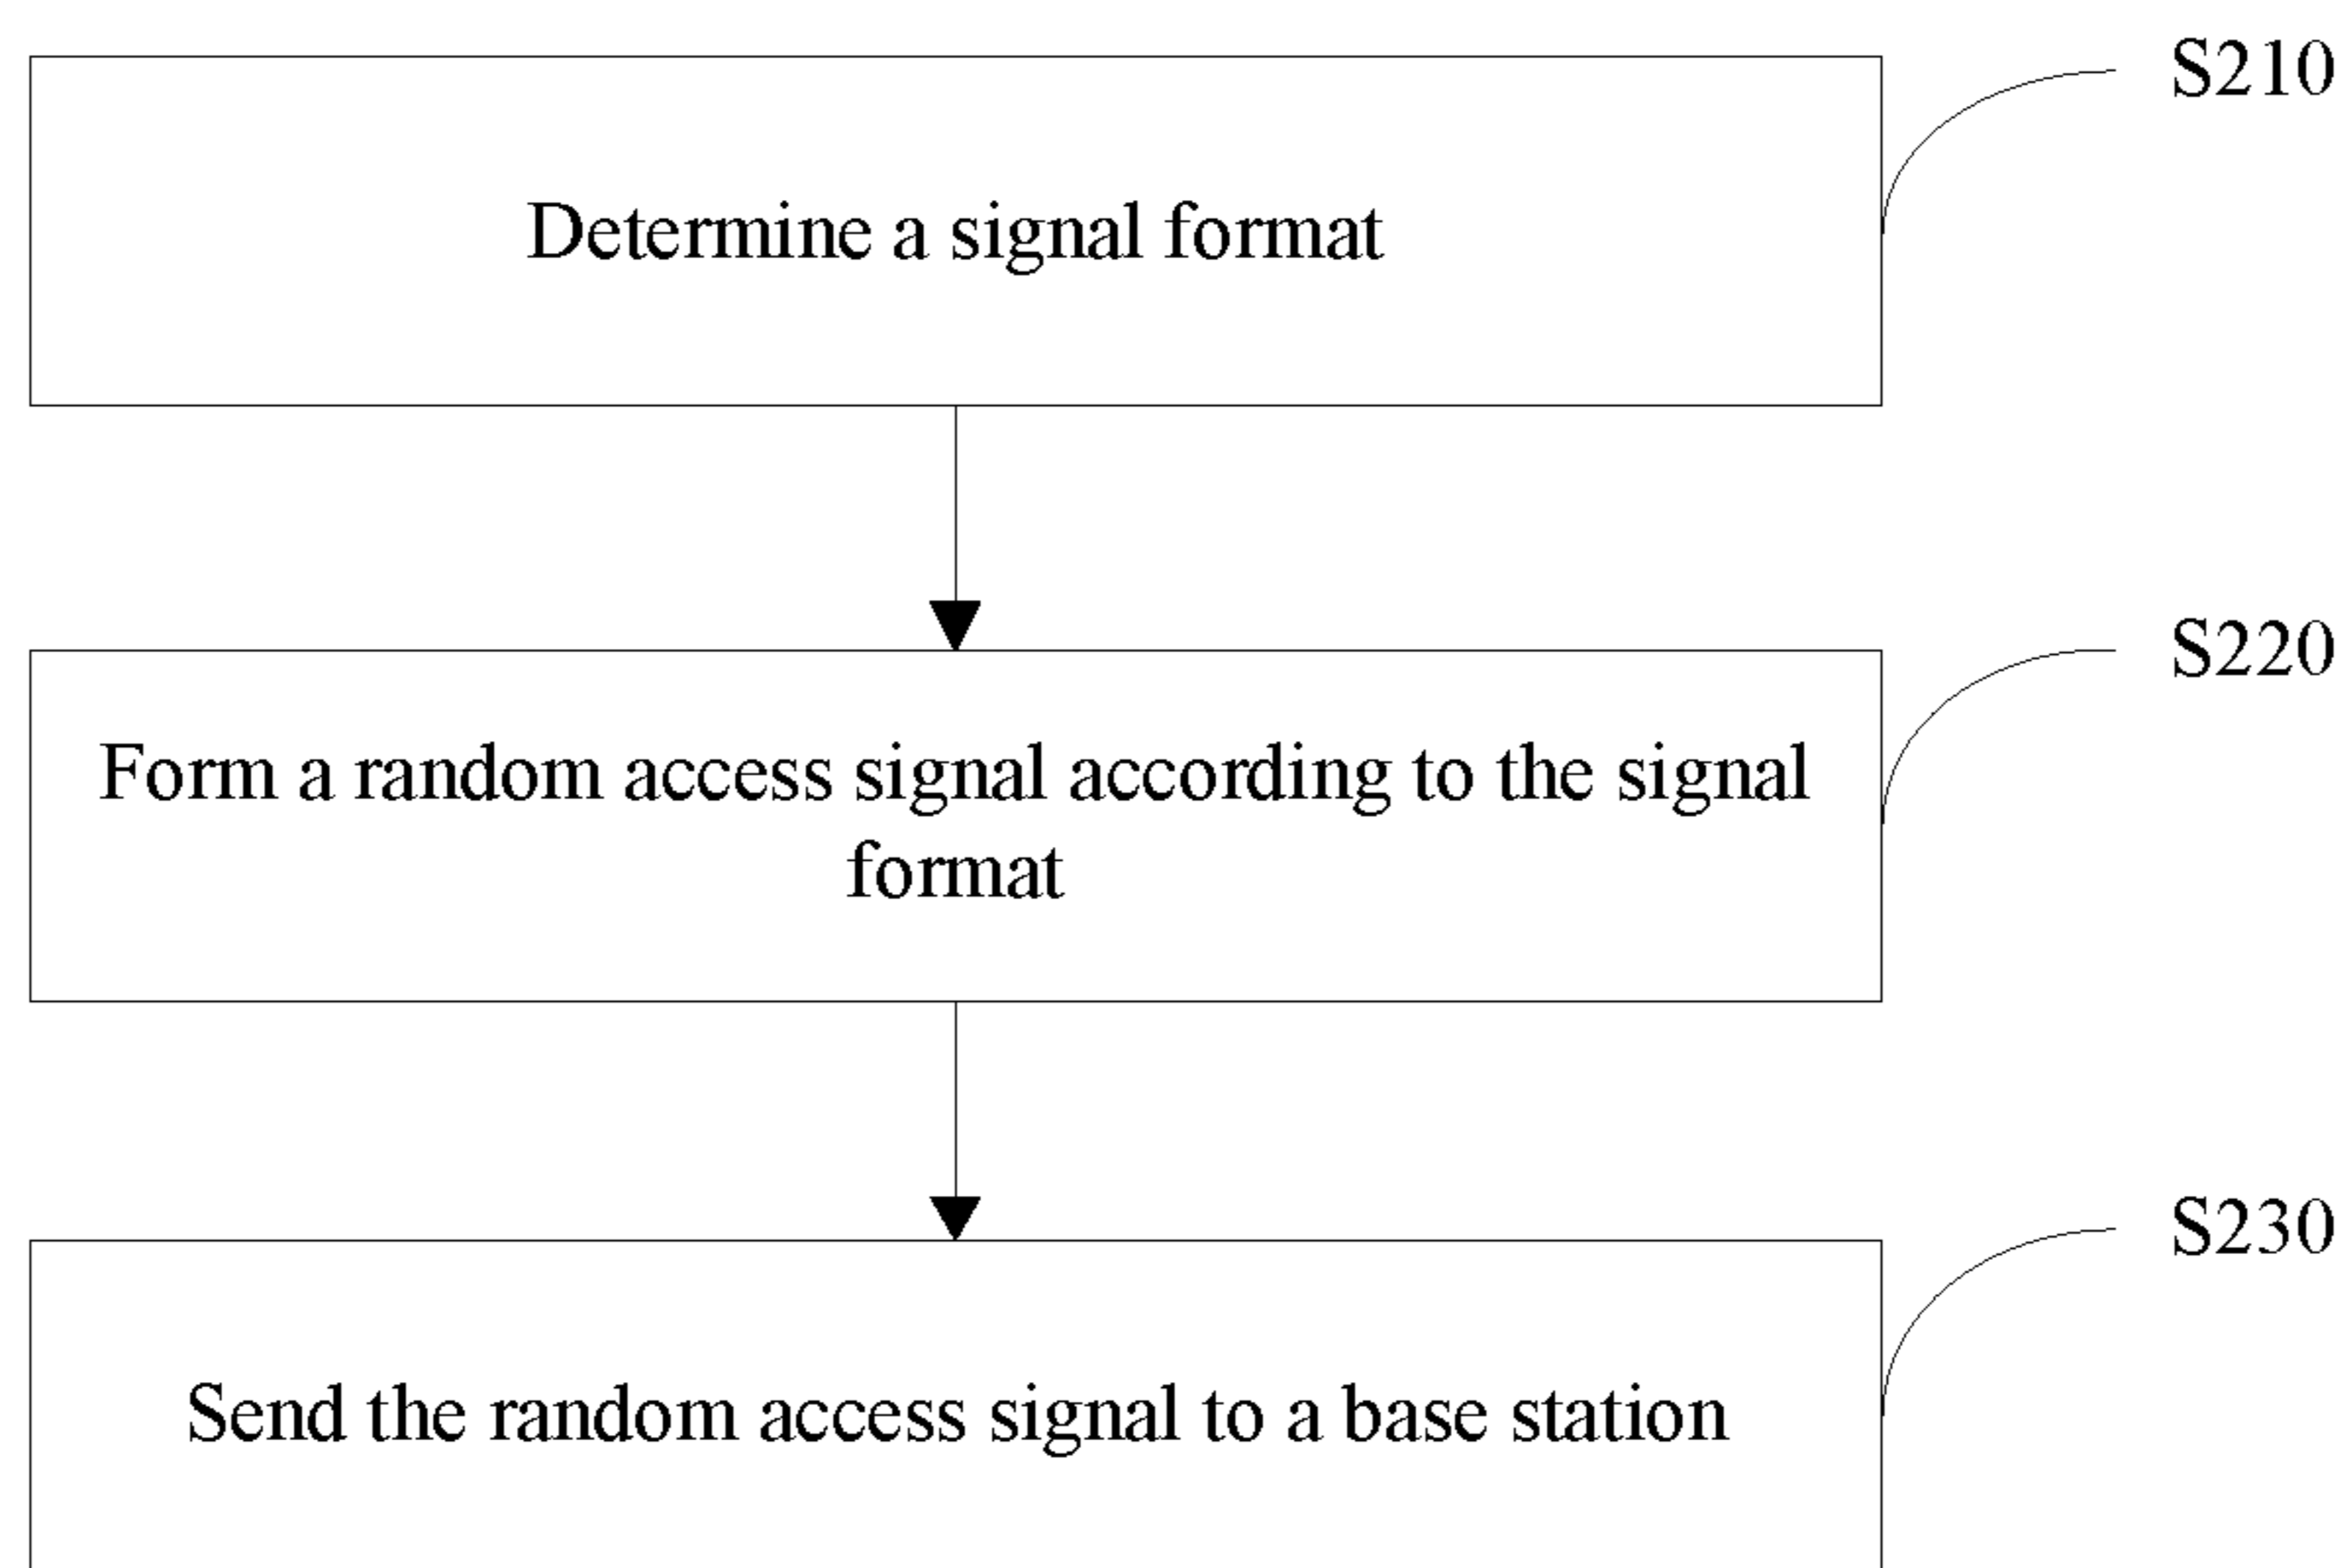 S210
Determine a signal format
S220
Form a random access signal according to the signal
format
S230
Send the random access signal to a base station